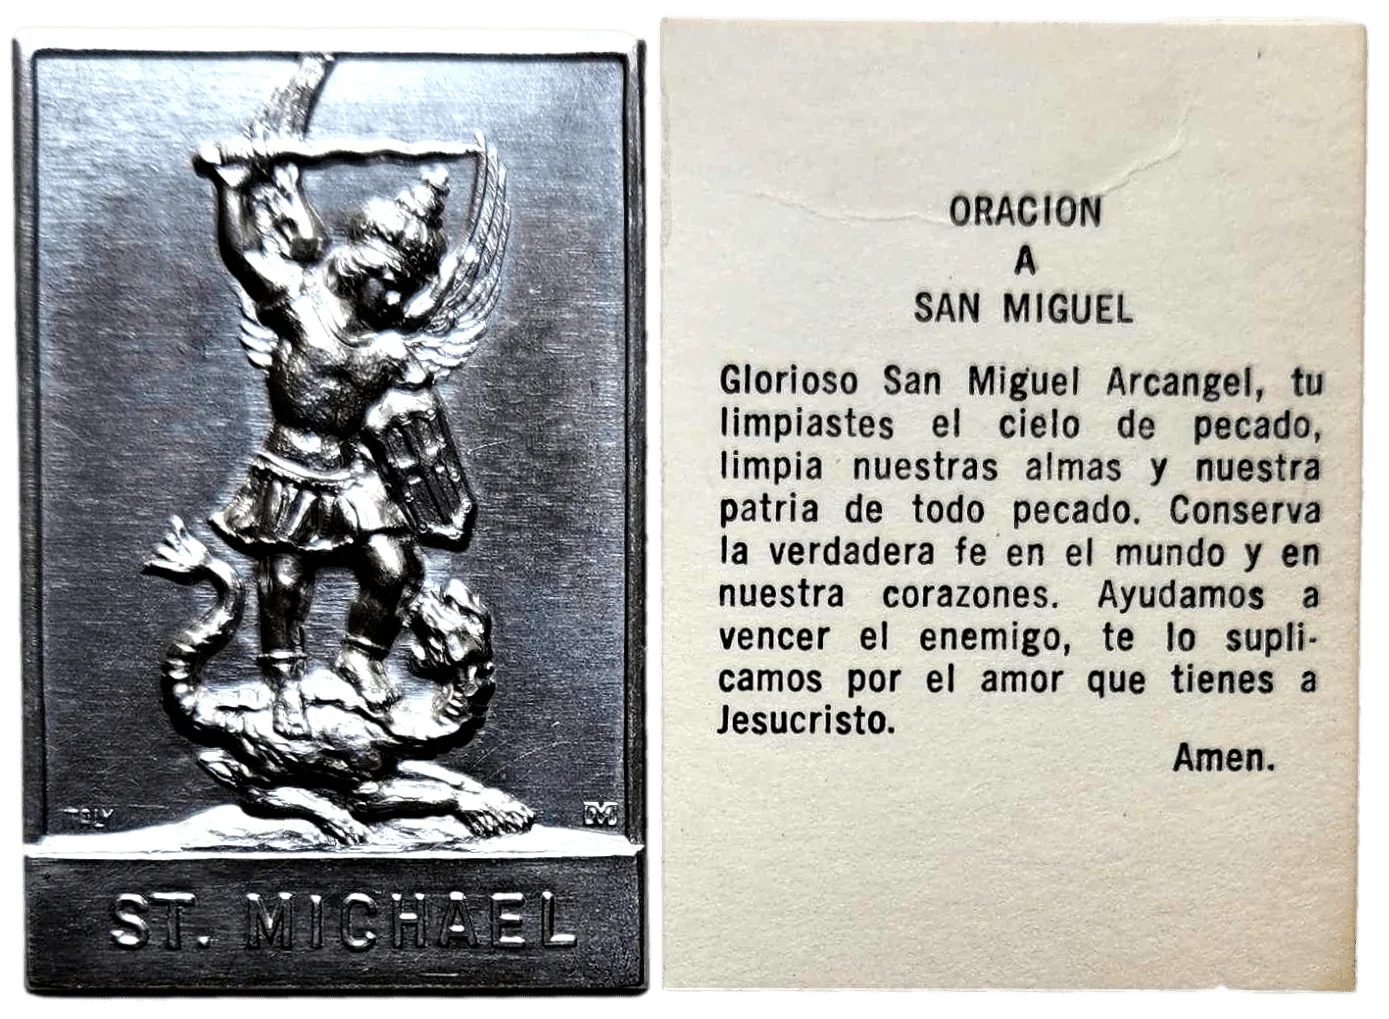 ITALY
ST. MICHAEL
ORACION
A
SAN MIGUEL
Glorioso San Miguel Arcangel, tu
limpiastes el cielo de pecado,
limpia nuestras almas y nuestra
patria de todo pecado. Conserva
la verdadera fe en el mundo y en
nuestra corazones. Ayudamos a
vencer el enemigo, te lo supli-
camos por el amor que tienes a
Jesucristo.
Amen.